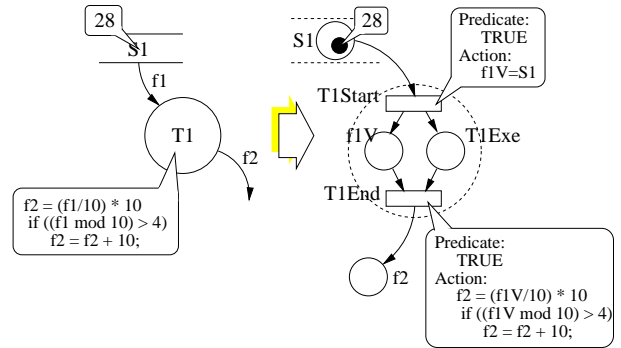 28
S1
f1
T1
f2
f2 = (f1/10) * 10
if ((f1 mod 10) > 4)
f2 = f2 + 10;
28
S1
Predicate:
TRUE
Action:
f1V=S1
T1Start
f1V
T1Exe
T1End
f2
Predicate:
TRUE
Action:
f2 = (f1V/10) * 10
if ((f1V mod 10) > 4)
f2 = f2 + 10;